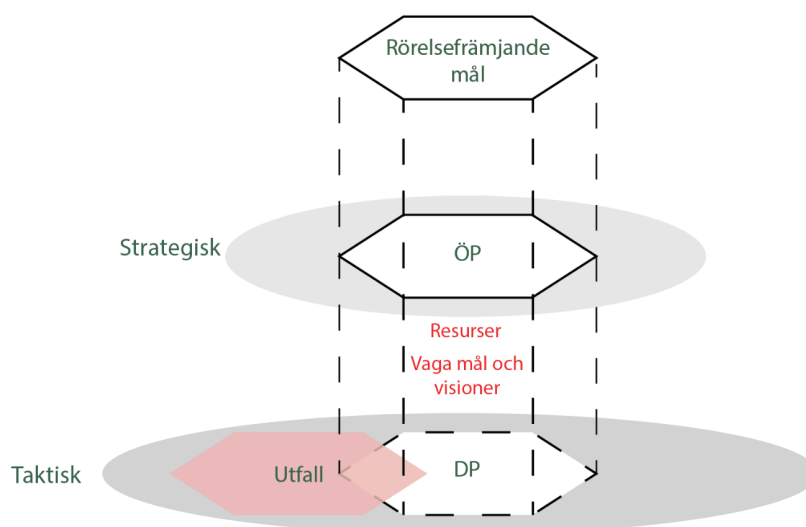 Rörelsefrämjande
mål
Strategisk
ÖP
Resurser
Vaga mål och
visioner
Taktisk
Utfall
DP